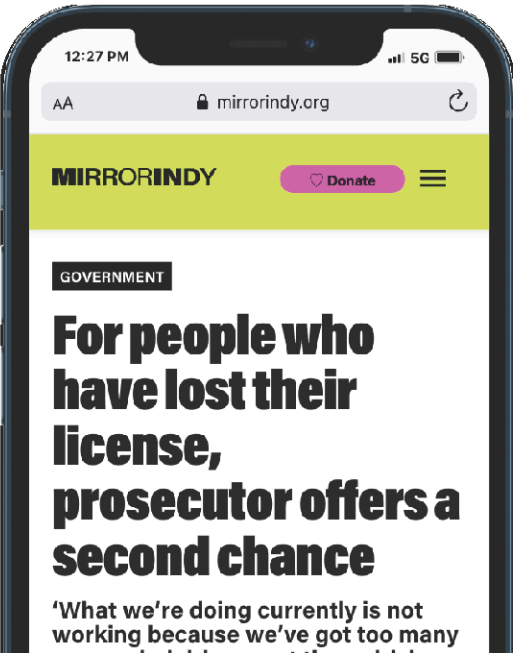 12:27 PM
5G
AA
mirrorindy.org
MIRRORINDY
Donate
GOVERNMENT
For people who
have lost their
license,
prosecutor offers a
second chance
‘What we’re doing currently is not
working because we’ve got too many